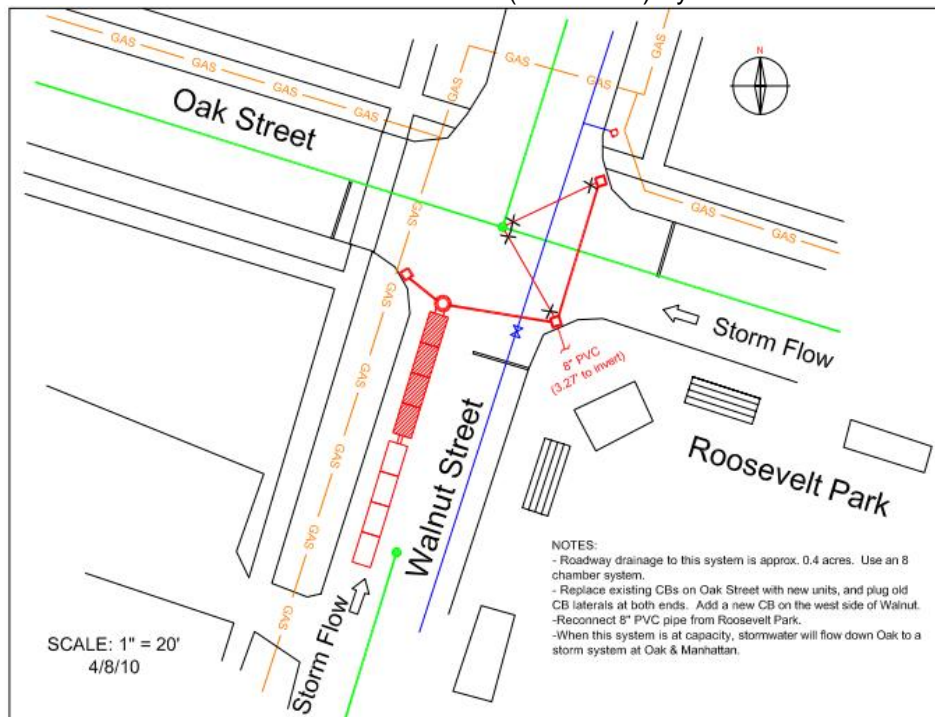 GAS GAS GAS GAS
GAS
GAS GAS
GAS
N
Oak Street
GAS
GAS GAS
Storm Flow
8" PVC
(3.27' to invert)
GAS
Walnut Street
Roosevelt Park
GAS
GAS
GAS
Storm Flow
NOTES:
- Roadway drainage to this system is approx. 0.4 acres. Use an 8
chamber system.
- Replace existing CBs on Oak Street with new units, and plug old
CB laterals at both ends. Add a new CB on the west side of Walnut.
-Reconnect 8" PVC pipe from Roosevelt Park.
-When this system is at capacity, stormwater will flow down Oak to a
storm system at Oak & Manhattan.
SCALE: 1" = 20'
4/8/10